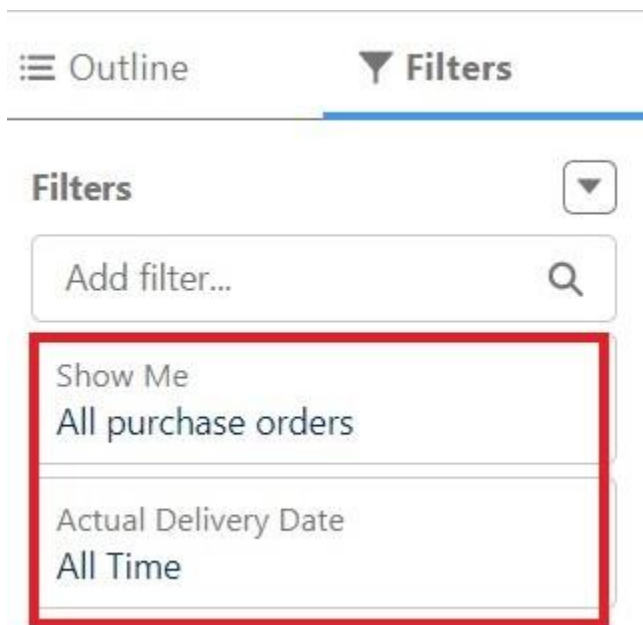 Outline
Filters
Filters
Add filter...
Show Me
All purchase orders
Actual Delivery Date
All Time